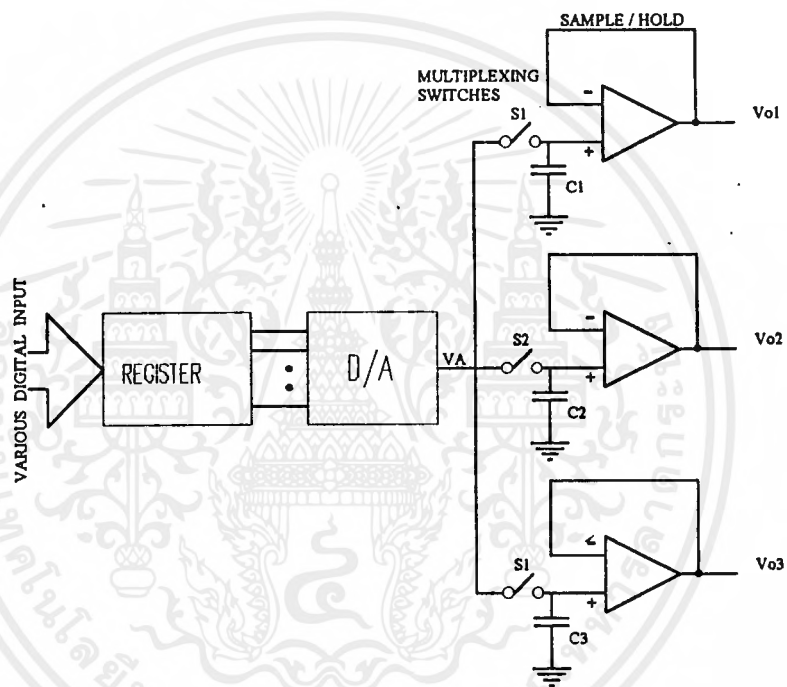 SAMPLE / HOLD
MULTIPLEXING
SWITCHES
S1
-
+
C1
Vo1
VARIOUS DIGITAL INPUT
REGISTER
D/A
VA
S2
-
+
C2
Vo2
S1
+
C3
Vo3